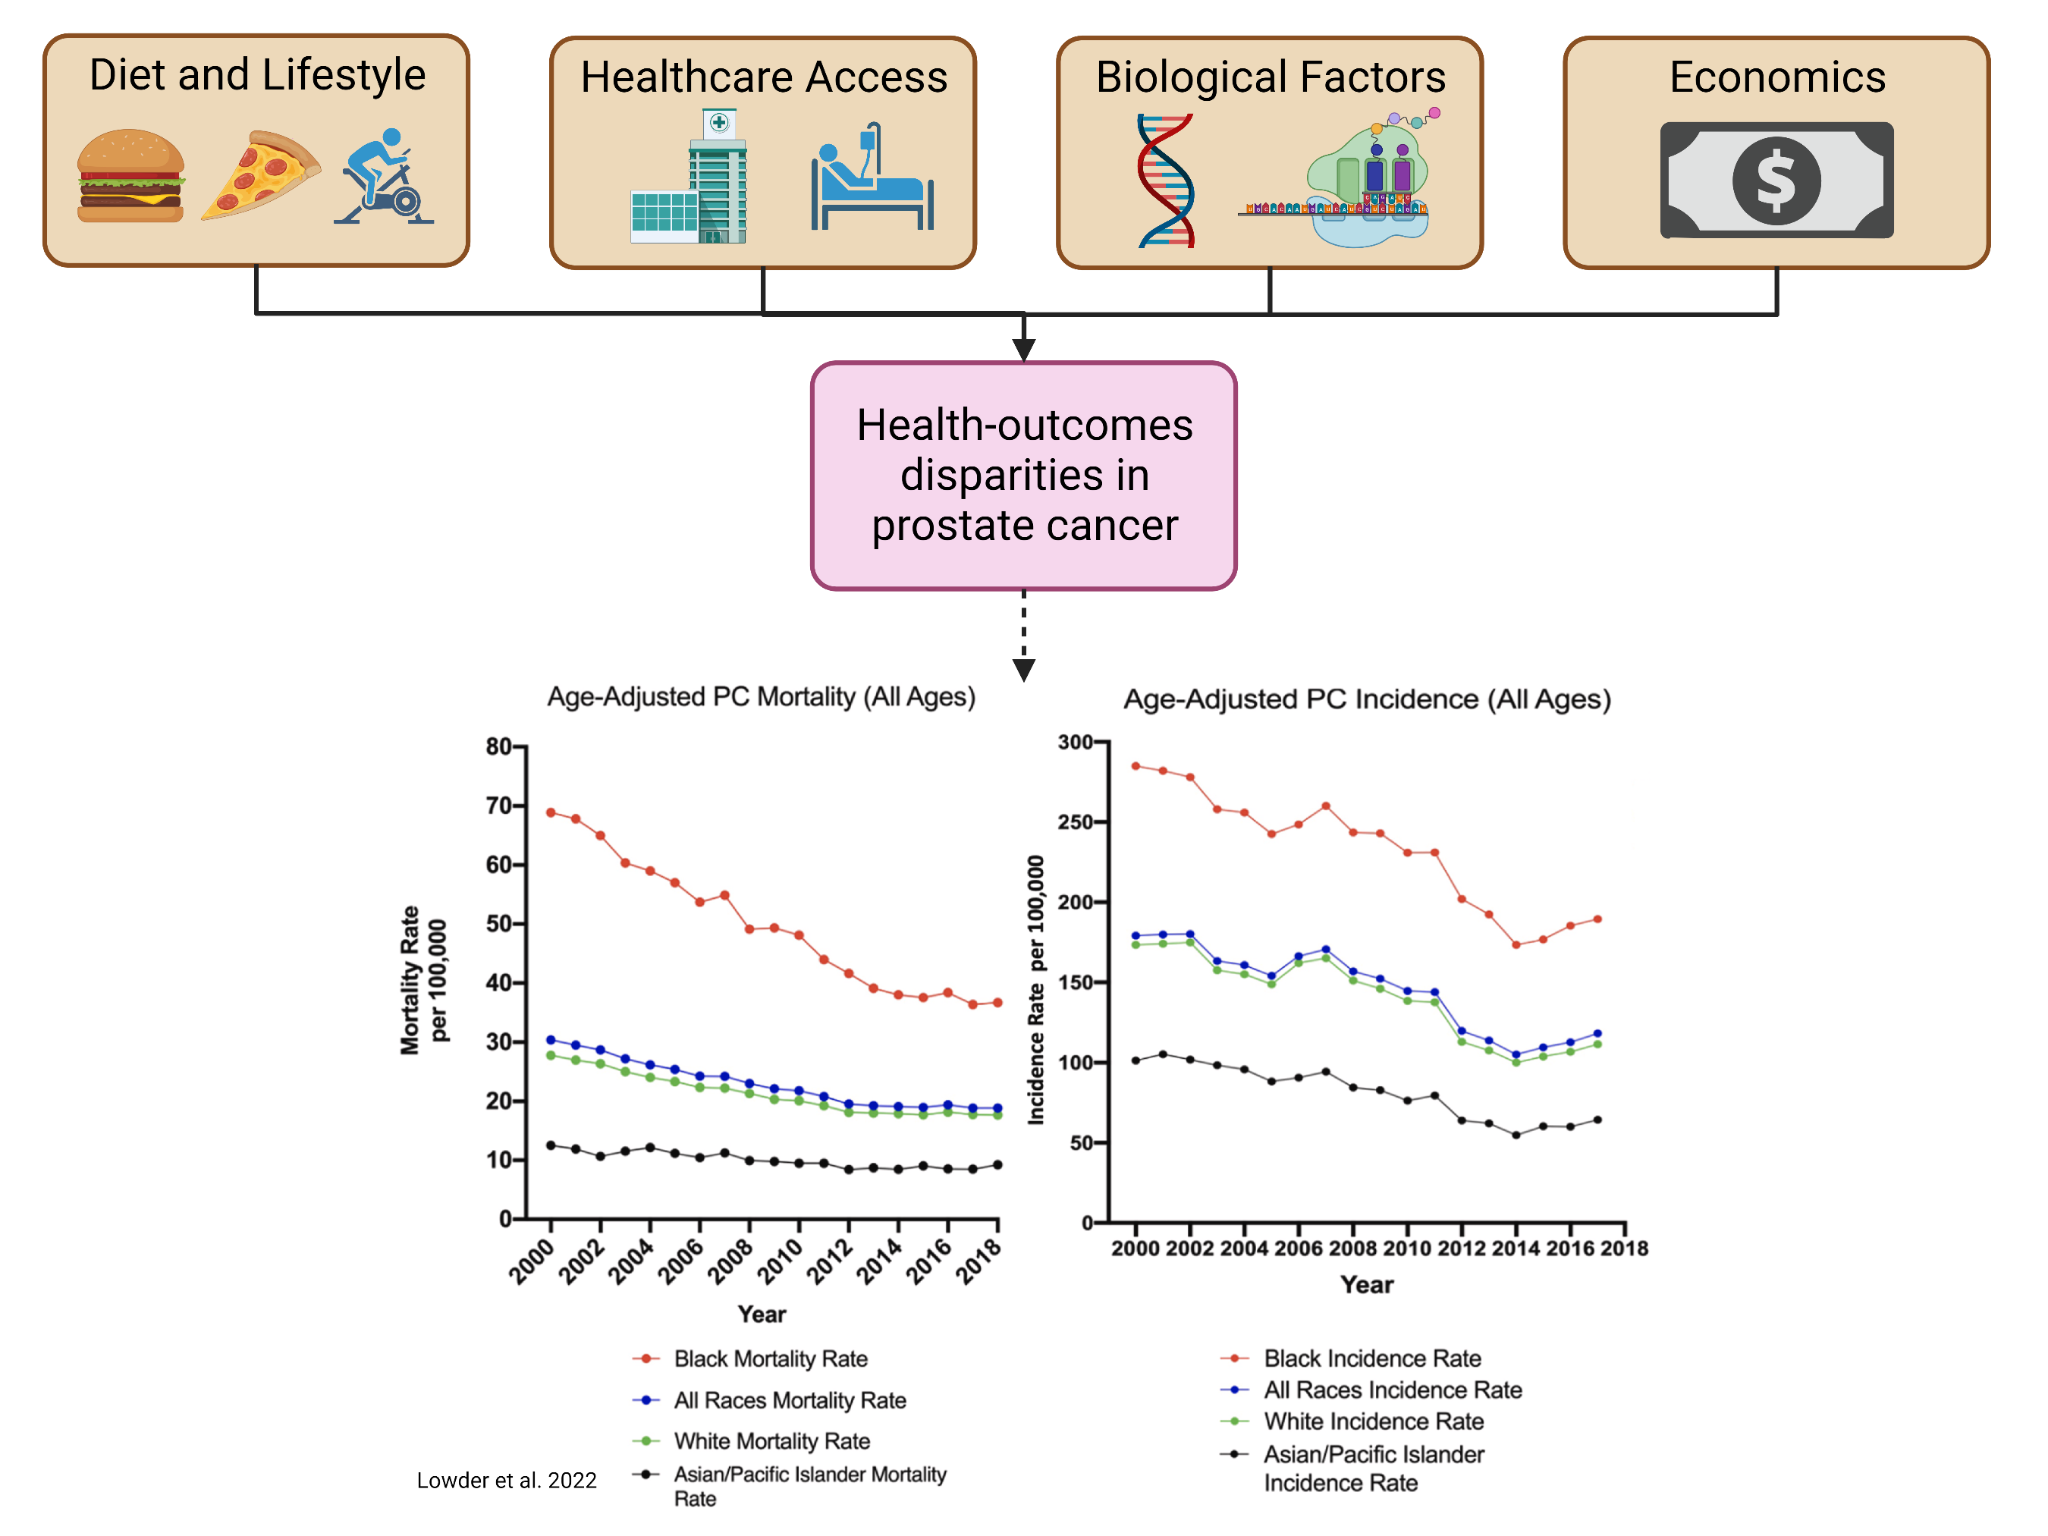 Diet and Lifestyle
Healthcare Access
Biological Factors
Economics
$
Health-outcomes
disparities in
prostate cancer
Age-Adjusted PC Mortality (All Ages)
80
70
60
50
40
30
20
10
0
Mortality Rate
per 100,000
2000
2002
2004
2006
2008
2010
2012
2014
2016
2018
Year
Black Mortality Rate
All Races Mortality Rate
White Mortality Rate
Asian/Pacific Islander Mortality
Rate
Age-Adjusted PC Incidence (All Ages)
300
250
200
150
100
50
0
Incidence Rate per 100,000
2000 2002 2004 2006 2008 2010 2012 2014 2016 2018
Year
Black Incidence Rate
All Races Incidence Rate
White Incidence Rate
Asian/Pacific Islander
Incidence Rate
Lowder et al. 2022